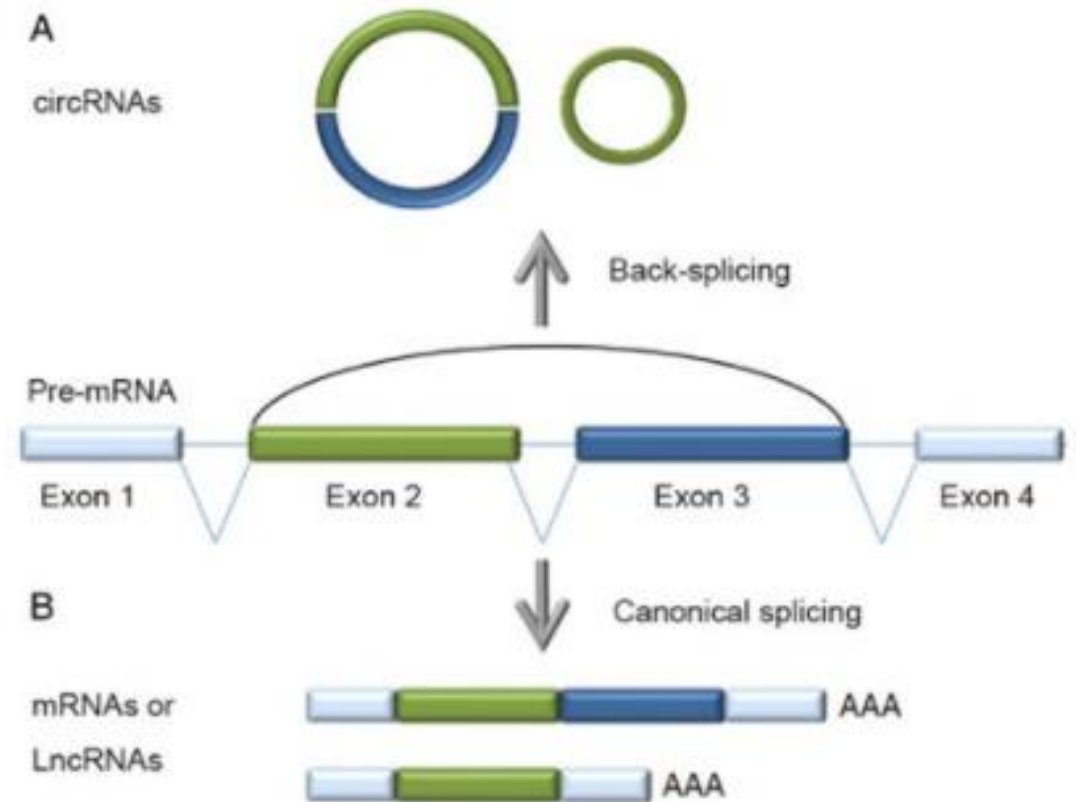 A
circRNAs
Back-splicing
Pre-mRNA
Exon 1 Exon 2 Exon 3 Exon 4
B
Canonical splicing
mRNAs or
LncRNAs
AAA
AAA